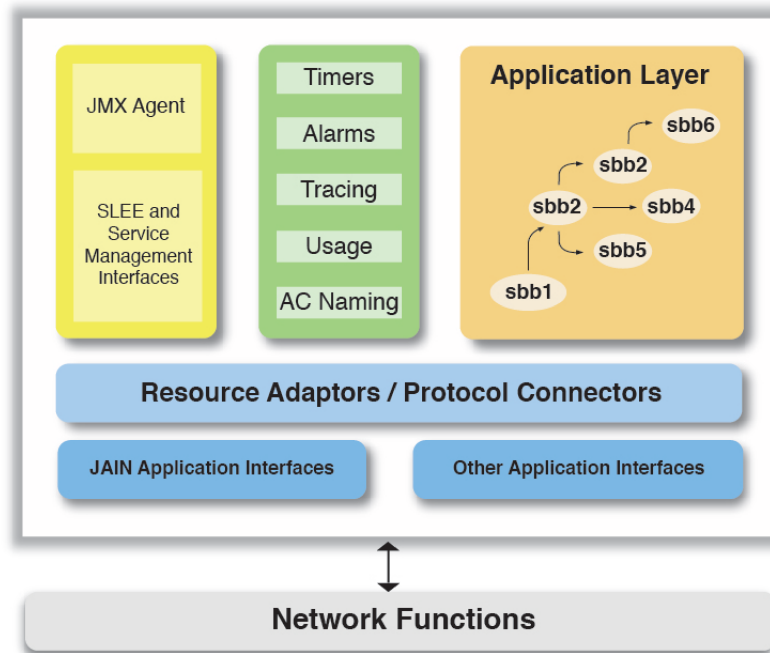 JMX Agent
SLEE and
Service
Management
Interfaces
Timers
Alarms
Tracing
Usage
AC Naming
Application Layer
sbb6
sbb2
sbb2
sbb4
sbb5
sbb1
Resource Adaptors / Protocol Connectors
JAIN Application Interfaces
Other Application Interfaces
Network Functions